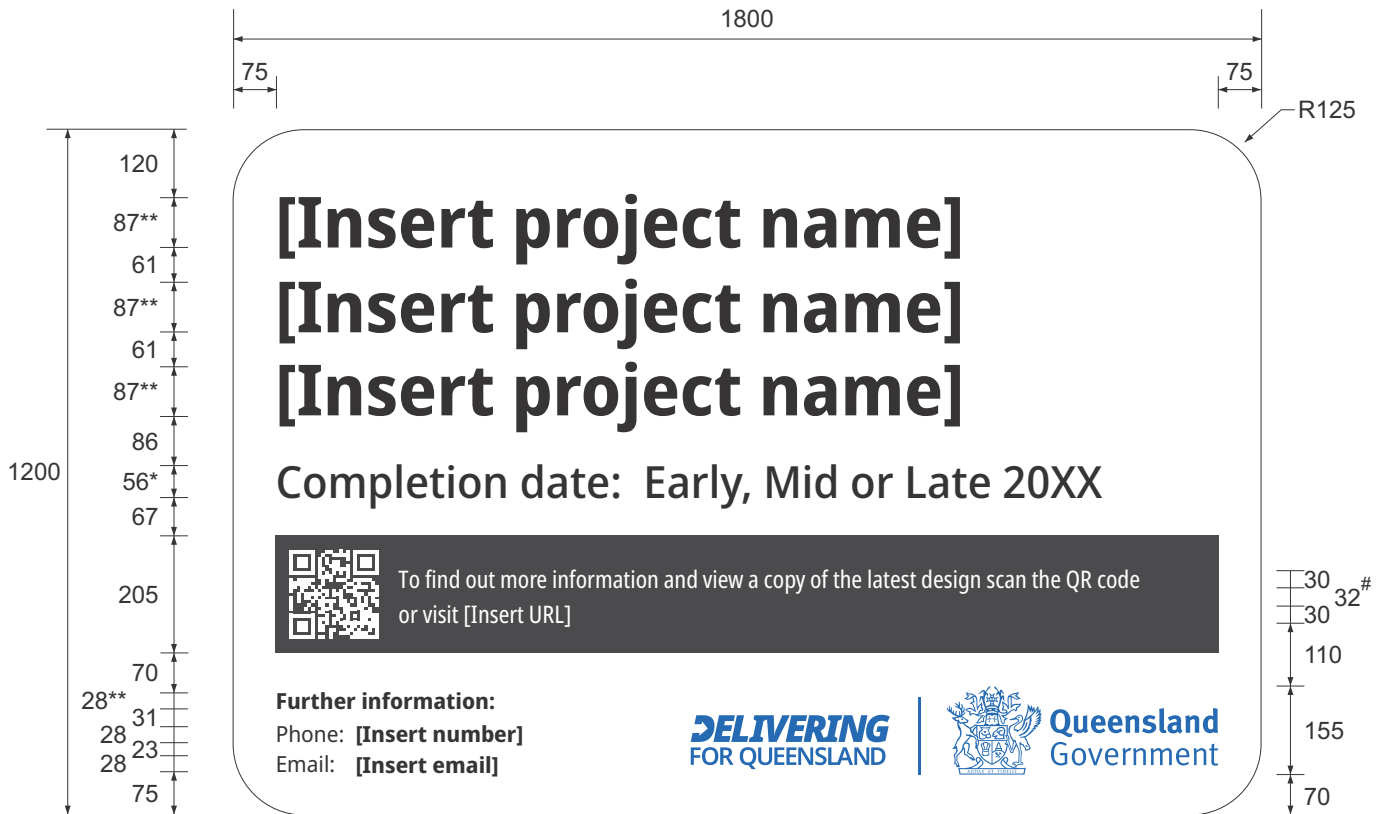 1800
75
75
R125
120
[Insert project name]
87**
61
[Insert project name]
87**
61
[Insert project name]
87**
86
1200
56*
Completion date: Early, Mid or Late 20XX
67
205
To find out more information and view a copy of the latest design scan the QR code
or visit [Insert URL]
30
32#
30
110
70
28**
Further information:
31
28
Phone: [Insert number]
23
28
Email: [Insert email]
75
DELIVERING
FOR QUEENSLAND
Queensland
Government
155
70